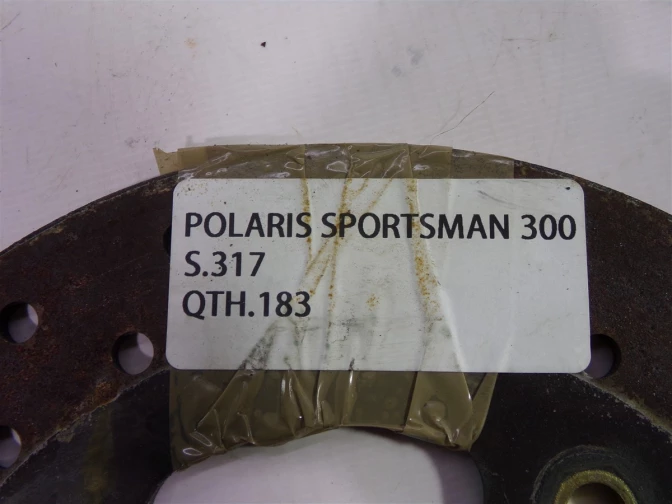 POLARIS SPORTSMAN 300
S.317
QTH.183